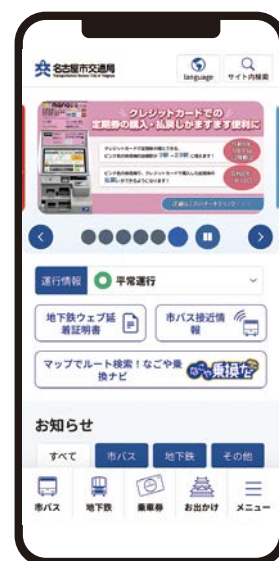 名古屋市交通局
language
サイト内検索
manaca
クレジットカードでの
定期券の購入・払戻しがますます便利に
運行情報
平常運行
地下鉄ウェブ延
着証明書
市バス接近情
報
マップでルート検索！なごや乗
換ナビ
なごや乗換ナビ
お知らせ
すべて
市バス
地下鉄
その他
市バス
地下鉄
乗車券
お出かけ
メニュー